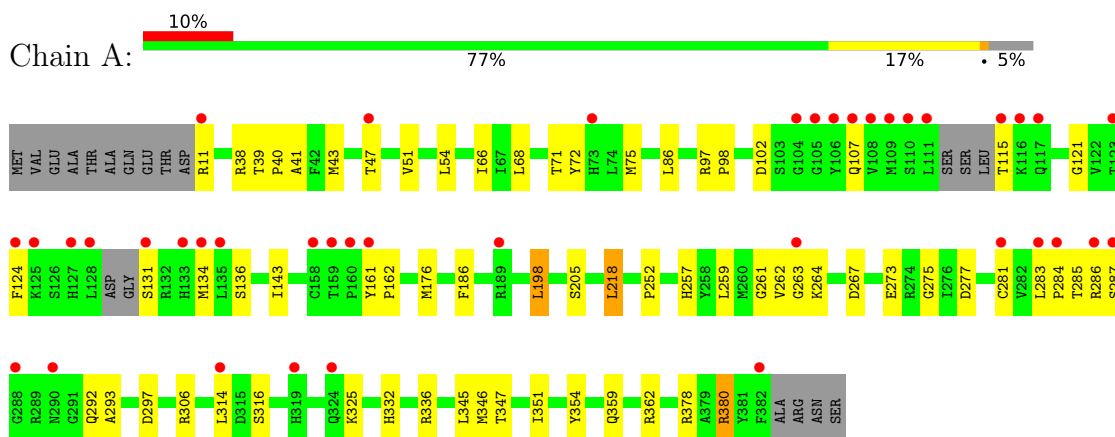 10%
Chain A:
77% 17% • 5%
MET VAL GLU ALA THR THR ALA GLN GLU THR ASP R11 R38 T39 P40 A41 F42 M43 T47 V51 L54 I66 I67 L68 T71 Y72 H73 L74 M75 L86 R97 P98 D102 S103 G104 G105 Y106 Q107 V108 M109 S110 L111 SER SER LEU T115 K116 Q117 G121 V122 T123
F124 K125 S126 H127 L128 ASP GLY S131 R132 H133 M134 L135 S136 I143 C158 T159 P160 Y161 P162 M176 F186 R189 L198 S205 L218 P252 H257 Y258 L259 M260 G261 V262 G263 K264 D267 E273 R274 G275 I276 D277 C281 V282 L283 P284 T285 R286 S287
G288 R289 N290 G291 Q292 A293 D297 R306 L314 D315 S316 H319 Q324 K325 H332 R336 L345 M346 T347 I351 Y354 Q359 R362 R378 A379 R380 Y381 F382 ALA ARG ASN SER